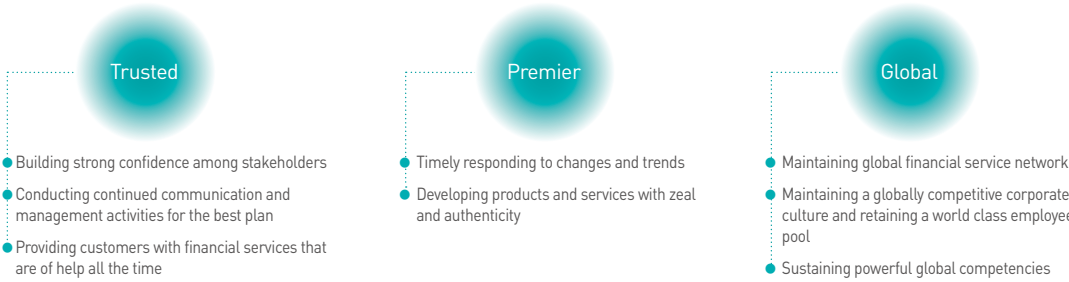 Trusted
Building strong confidence among stakeholders
Conducting continued communication and
management activities for the best plan
Providing customers with financial services that
are of help all the time
Premier
Timely responding to changes and trends
Developing products and services with zeal
and authenticity
Global
Maintaining global financial service network
Maintaining a globally competitive corporate
culture and retaining a world class employee
pool
Sustaining powerful global competencies